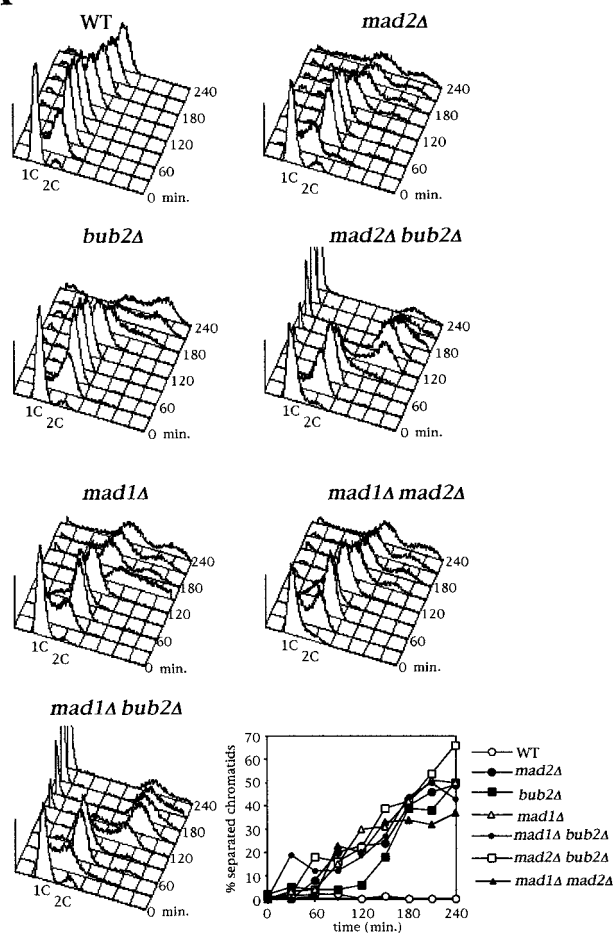 WT
mad2Δ
240
180
120
60
0 min.
1C
2C
240
180
120
60
0 min.
1C
2C
bub2Δ
mad2Δ bub2Δ
240
180
120
60
0 min.
1C
2C
240
180
120
60
0 min.
1C
2C
mad1Δ
mad1Δ mad2Δ
240
180
120
60
0 min.
1C
2C
240
180
120
60
0 min.
1C
2C
mad1Δ bub2Δ
240
180
120
60
0 min.
1C
2C
% separated chromatids
70
60
50
40
30
20
10
0
0 60 120 180 240
time (min.)
WT
mad2Δ
bub2Δ
mad1Δ
mad1Δ bub2Δ
mad2Δ bub2Δ
mad1Δ mad2Δ